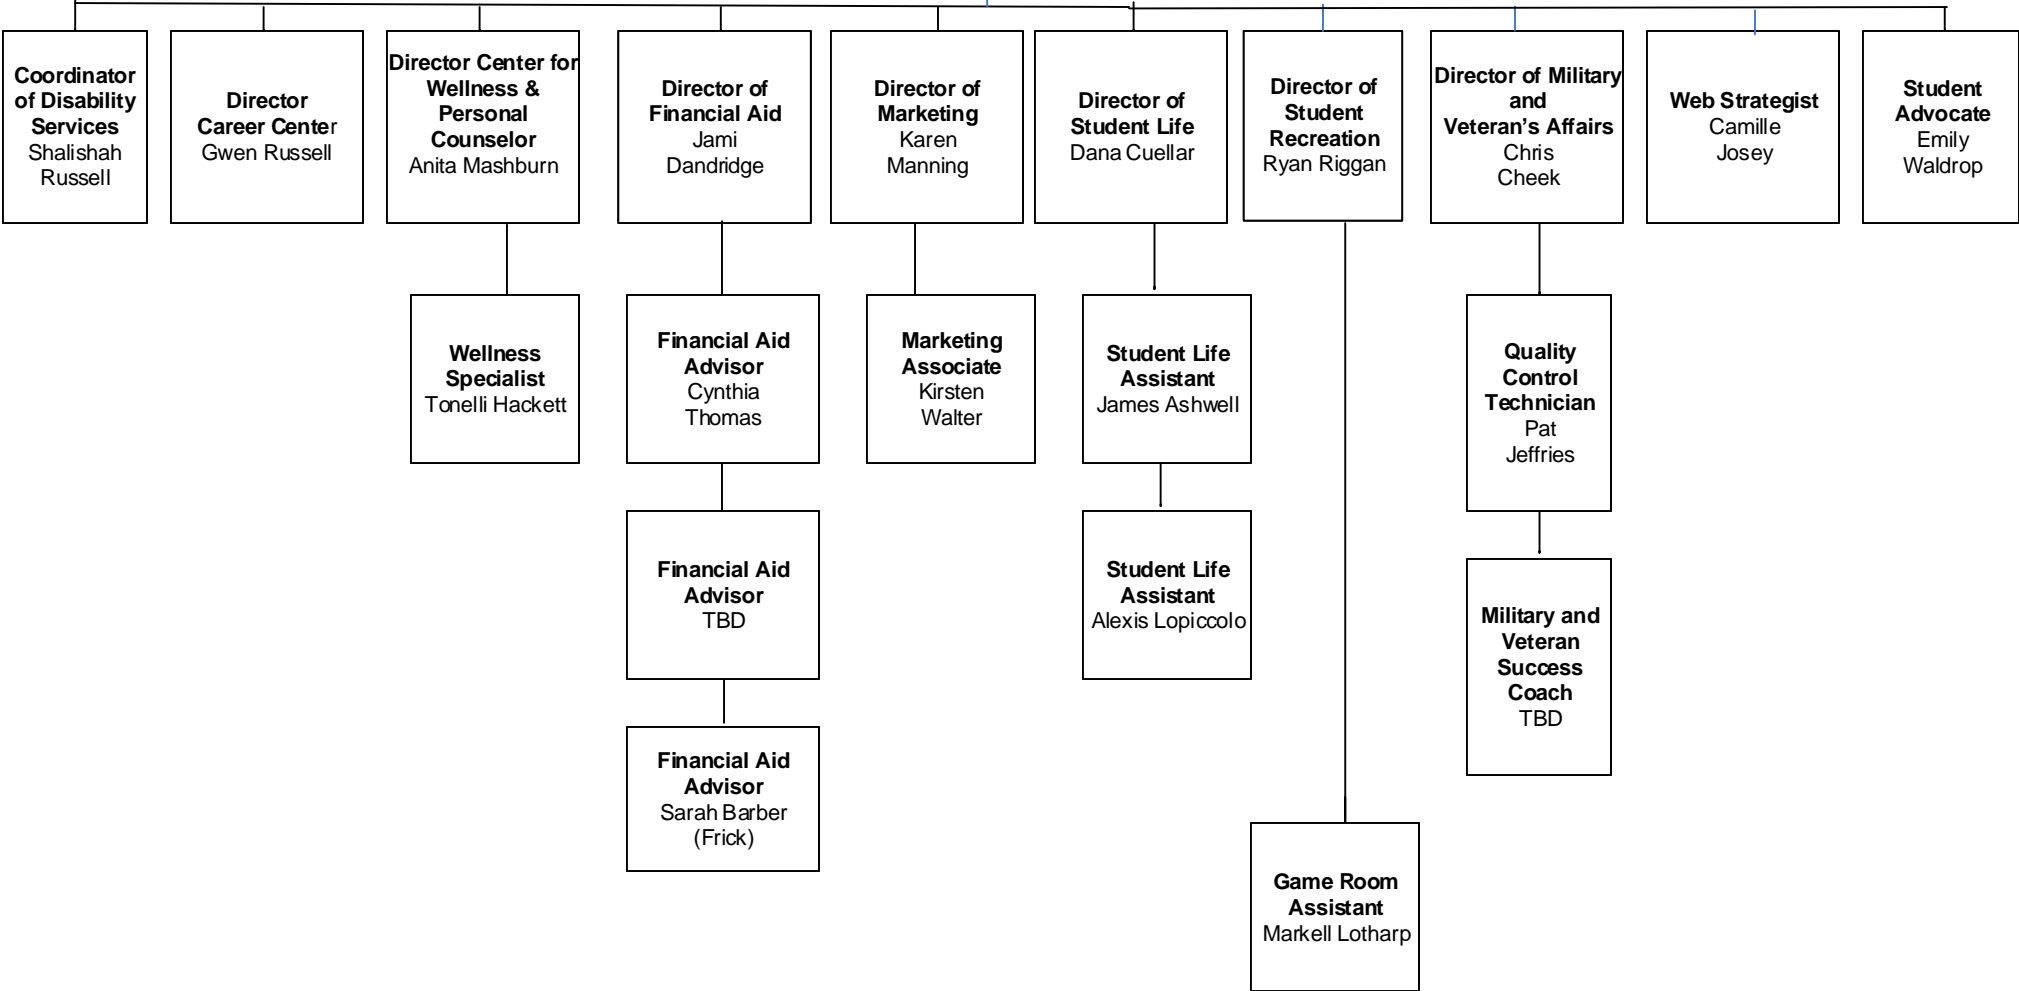 Coordinator
of Disability
Services
Shalishah
Russell
Director
Career Center
Gwen Russell
Director Center for
Wellness &
Personal
Counselor
Anita Mashburn
Director of
Financial Aid
Jami
Dandridge
Director of
Marketing
Karen
Manning
Director of
Student Life
Dana Cuellar
Director of
Student
Recreation
Ryan Riggan
Director of Military
and
Veteran’s Affairs
Chris
Cheek
Web Strategist
Camille
Josey
Student
Advocate
Emily
Waldrop
Wellness
Specialist
Tonelli Hackett
Financial Aid
Advisor
Cynthia
Thomas
Marketing
Associate
Kirsten
Walter
Student Life
Assistant
James Ashwell
Quality
Control
Technician
Pat
Jeffries
Financial Aid
Advisor
TBD
Student Life
Assistant
Alexis Lopiccolo
Military and
Veteran
Success
Coach
TBD
Financial Aid
Advisor
Sarah Barber
(Frick)
Game Room
Assistant
Markell Lotharp